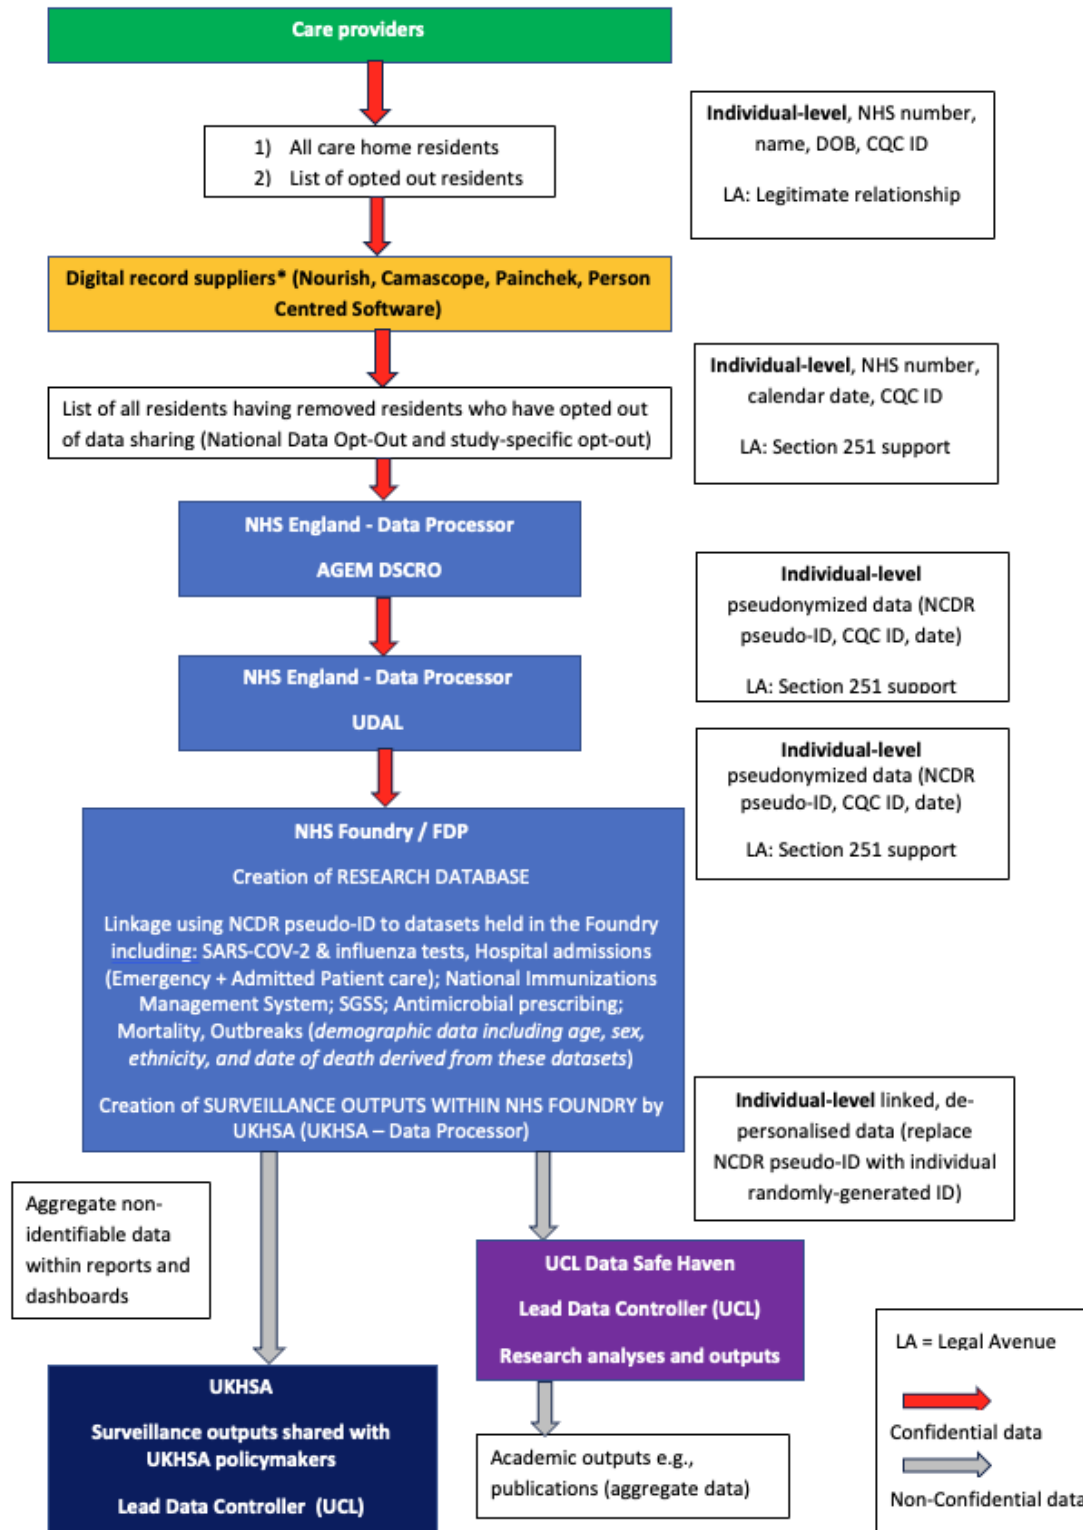 Care providers
1) All care home residents
2) List of opted out residents
Individual-level, NHS number,
name, DOB, CQC ID
LA: Legitimate relationship
Digital record suppliers* (Nourish, Camascope, Painchek, Person
Centred Software)
List of all residents having removed residents who have opted out
of data sharing (National Data Opt-Out and study-specific opt-out)
Individual-level, NHS number,
calendar date, CQC ID
LA: Section 251 support
NHS England - Data Processor
AGEM DSCRO
Individual-level
pseudonymized data (NCDR
pseudo-ID, CQC ID, date)
LA: Section 251 support
NHS England - Data Processor
UDAL
Individual-level
pseudonymized data (NCDR
pseudo-ID, CQC ID, date)
LA: Section 251 support
NHS Foundry / FDP
Creation of RESEARCH DATABASE
Linkage using NCDR pseudo-ID to datasets held in the Foundry
including: SARS-COV-2 & influenza tests, Hospital admissions
(Emergency + Admitted Patient care); National Immunizations
Management System; SGSS; Antimicrobial prescribing;
Mortality, Outbreaks (demographic data including age, sex,
ethnicity, and date of death derived from these datasets)
Creation of SURVEILLANCE OUTPUTS WITHIN NHS FOUNDRY by
UKHSA (UKHSA – Data Processor)
Individual-level linked, de-
personalised data (replace
NCDR pseudo-ID with individual
randomly-generated ID)
Aggregate non-
identifiable data
within reports and
dashboards
UCL Data Safe Haven
Lead Data Controller (UCL)
Research analyses and outputs
UKHSA
Surveillance outputs shared with
UKHSA policymakers
Lead Data Controller (UCL)
Academic outputs e.g.,
publications (aggregate data)
LA = Legal Avenue
Confidential data
Non-Confidential data